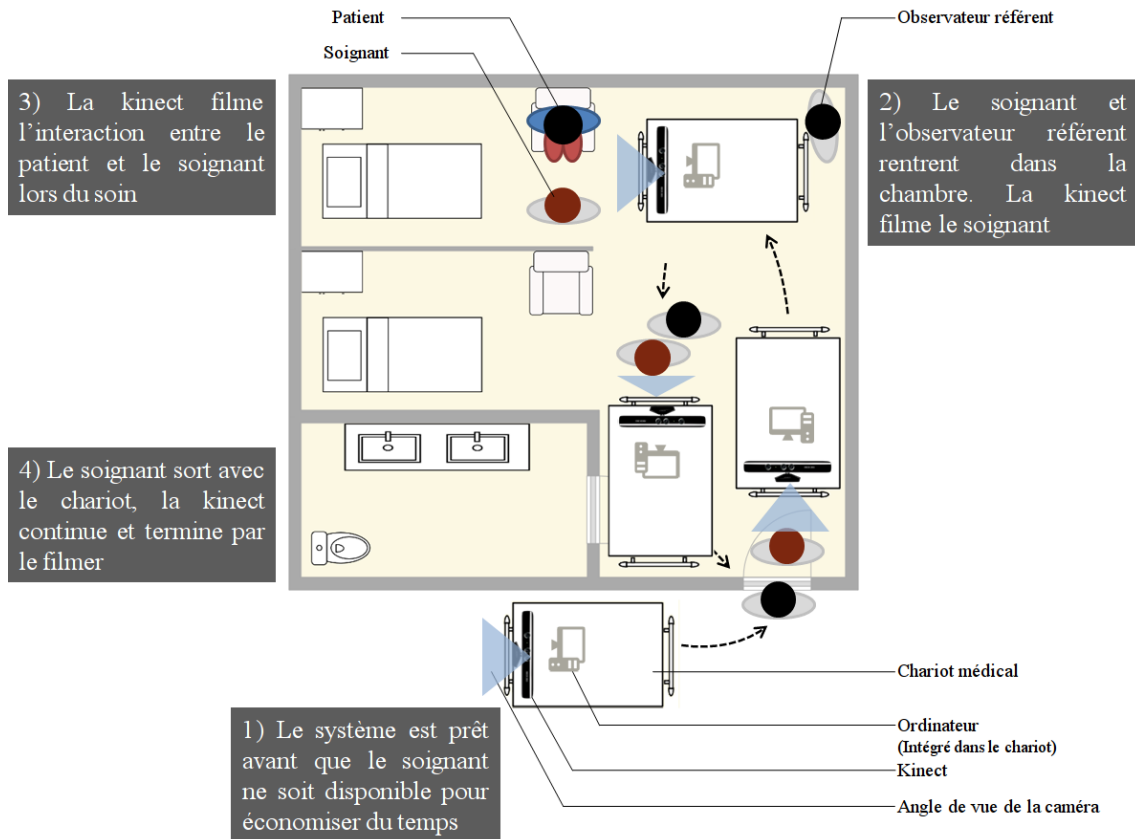 Patient
Observateur référent
Soignant
3) La kinect filme
l’interaction entre le
patient et le soignant
lors du soin
2) Le soignant et
l’observateur référent
rentrent dans la
chambre. La kinect
filme le soignant
4) Le soignant sort avec
le chariot, la kinect
continue et termine par
le filmer
Chariot médical
1) Le système est prêt
avant que le soignant
ne soit disponible pour
économiser du temps
Ordinateur
(Intégré dans le chariot)
Kinect
Angle de vue de la caméra